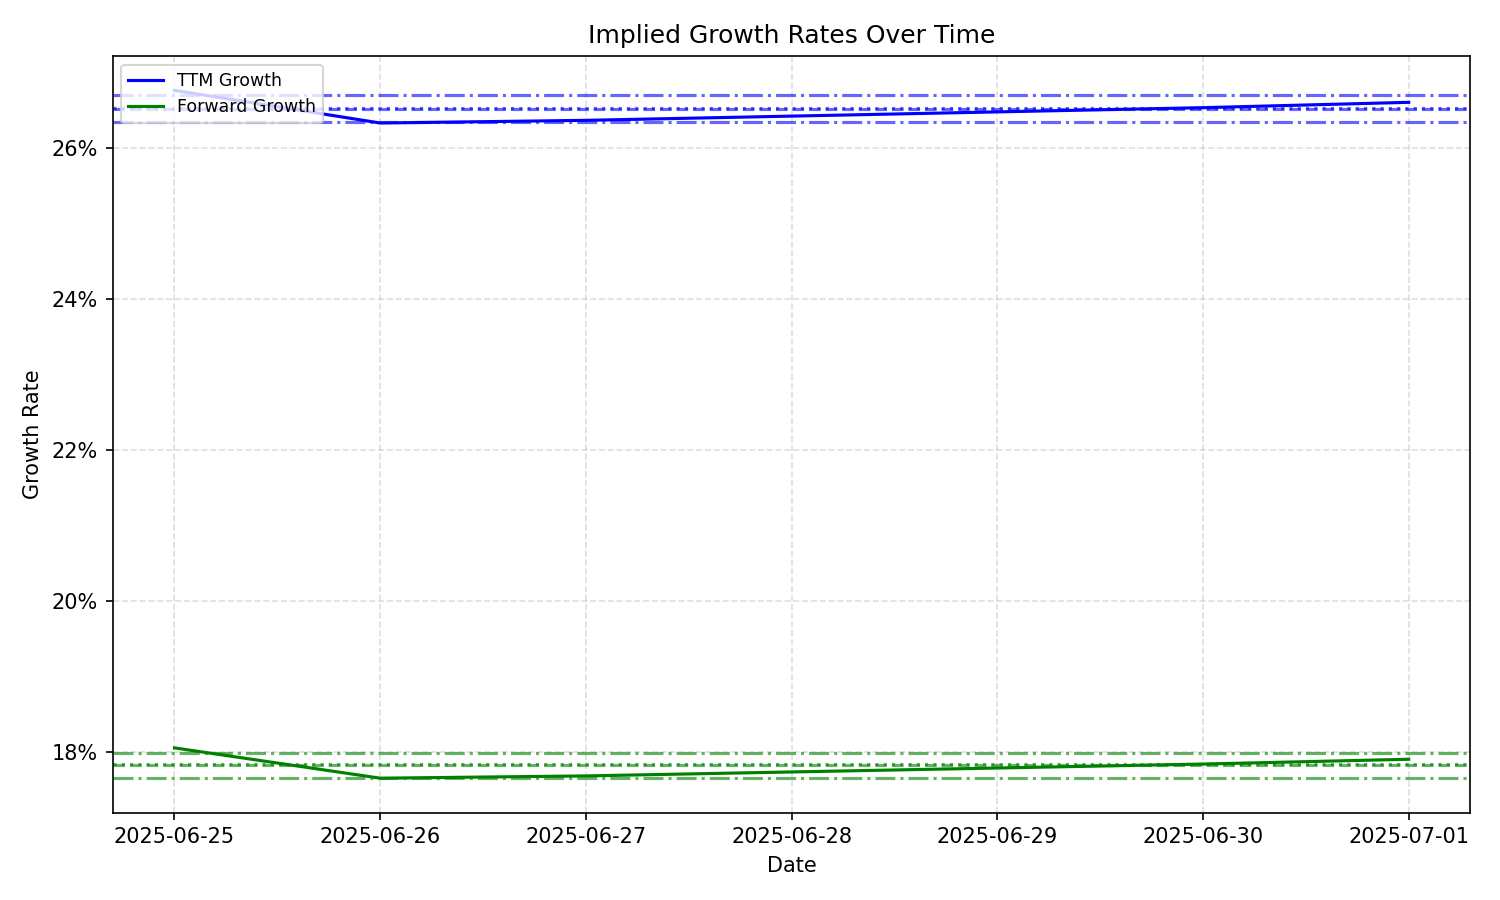 Implied Growth Rates Over Time
TTM Growth
Forward Growth
26%
24%
22%
20%
18%
Growth Rate
2025-06-25
2025-06-26
2025-06-27
2025-06-28
2025-06-29
2025-06-30
2025-07-01
Date